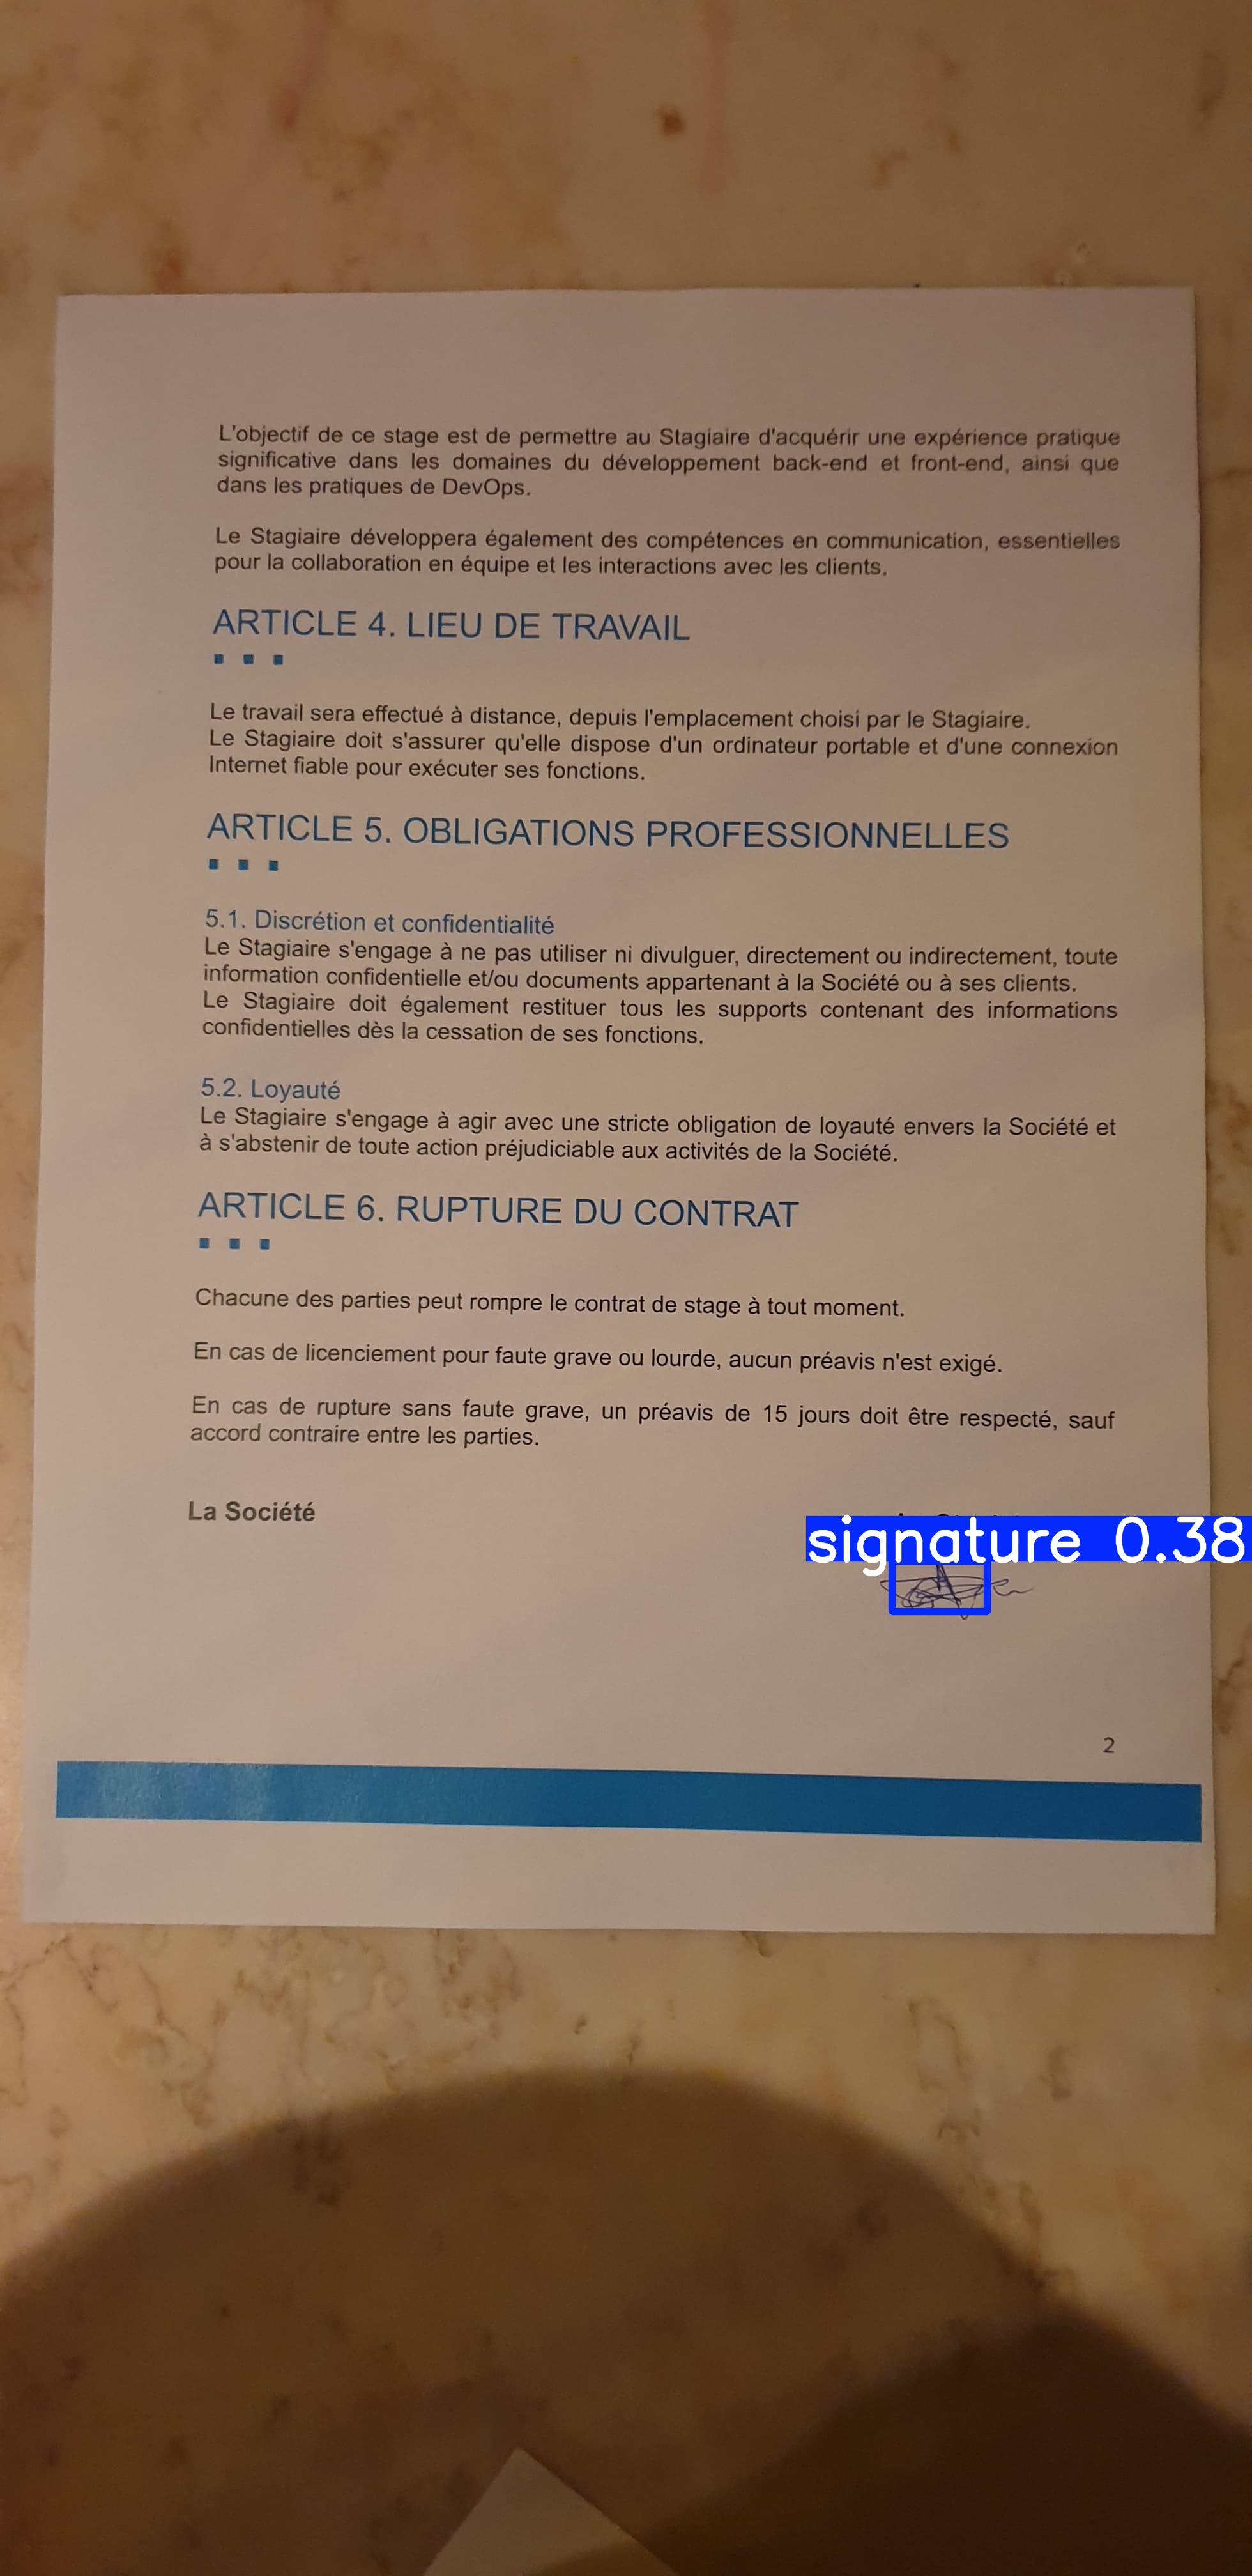 L'objectif de ce stage est de permettre au Stagiaire d'acquérir une expérience pratique
significative dans les domaines du développement back-end et front-end, ainsi que
dans les pratiques de DevOps.
Le Stagiaire développera également des compétences en communication, essentielles
pour la collaboration en équipe et les interactions avec les clients.
ARTICLE 4. LIEU DE TRAVAIL
Le travail sera effectué à distance, depuis l'emplacement choisi par le Stagiaire.
Le Stagiaire doit s'assurer qu'elle dispose d'un ordinateur portable et d'une connexion
Internet fiable pour exécuter ses fonctions.
ARTICLE 5. OBLIGATIONS PROFESSIONNELLES
5.1. Discrétion et confidentialité
Le Stagiaire s'engage à ne pas utiliser ni divulguer, directement ou indirectement, toute
information confidentielle et/ou documents appartenant à la Société ou à ses clients.
Le Stagiaire doit également restituer tous les supports contenant des informations
confidentielles dès la cessation de ses fonctions.
5.2. Loyauté
Le Stagiaire s'engage à agir avec une stricte obligation de loyauté envers la Société et
à s'abstenir de toute action préjudiciable aux activités de la Société.
ARTICLE 6. RUPTURE DU CONTRAT
Chacune des parties peut rompre le contrat de stage à tout moment.
En cas de licenciement pour faute grave ou lourde, aucun préavis n'est exigé.
En cas de rupture sans faute grave, un préavis de 15 jours doit être respecté, sauf
accord contraire entre les parties.
La Société
signature 0.38
2